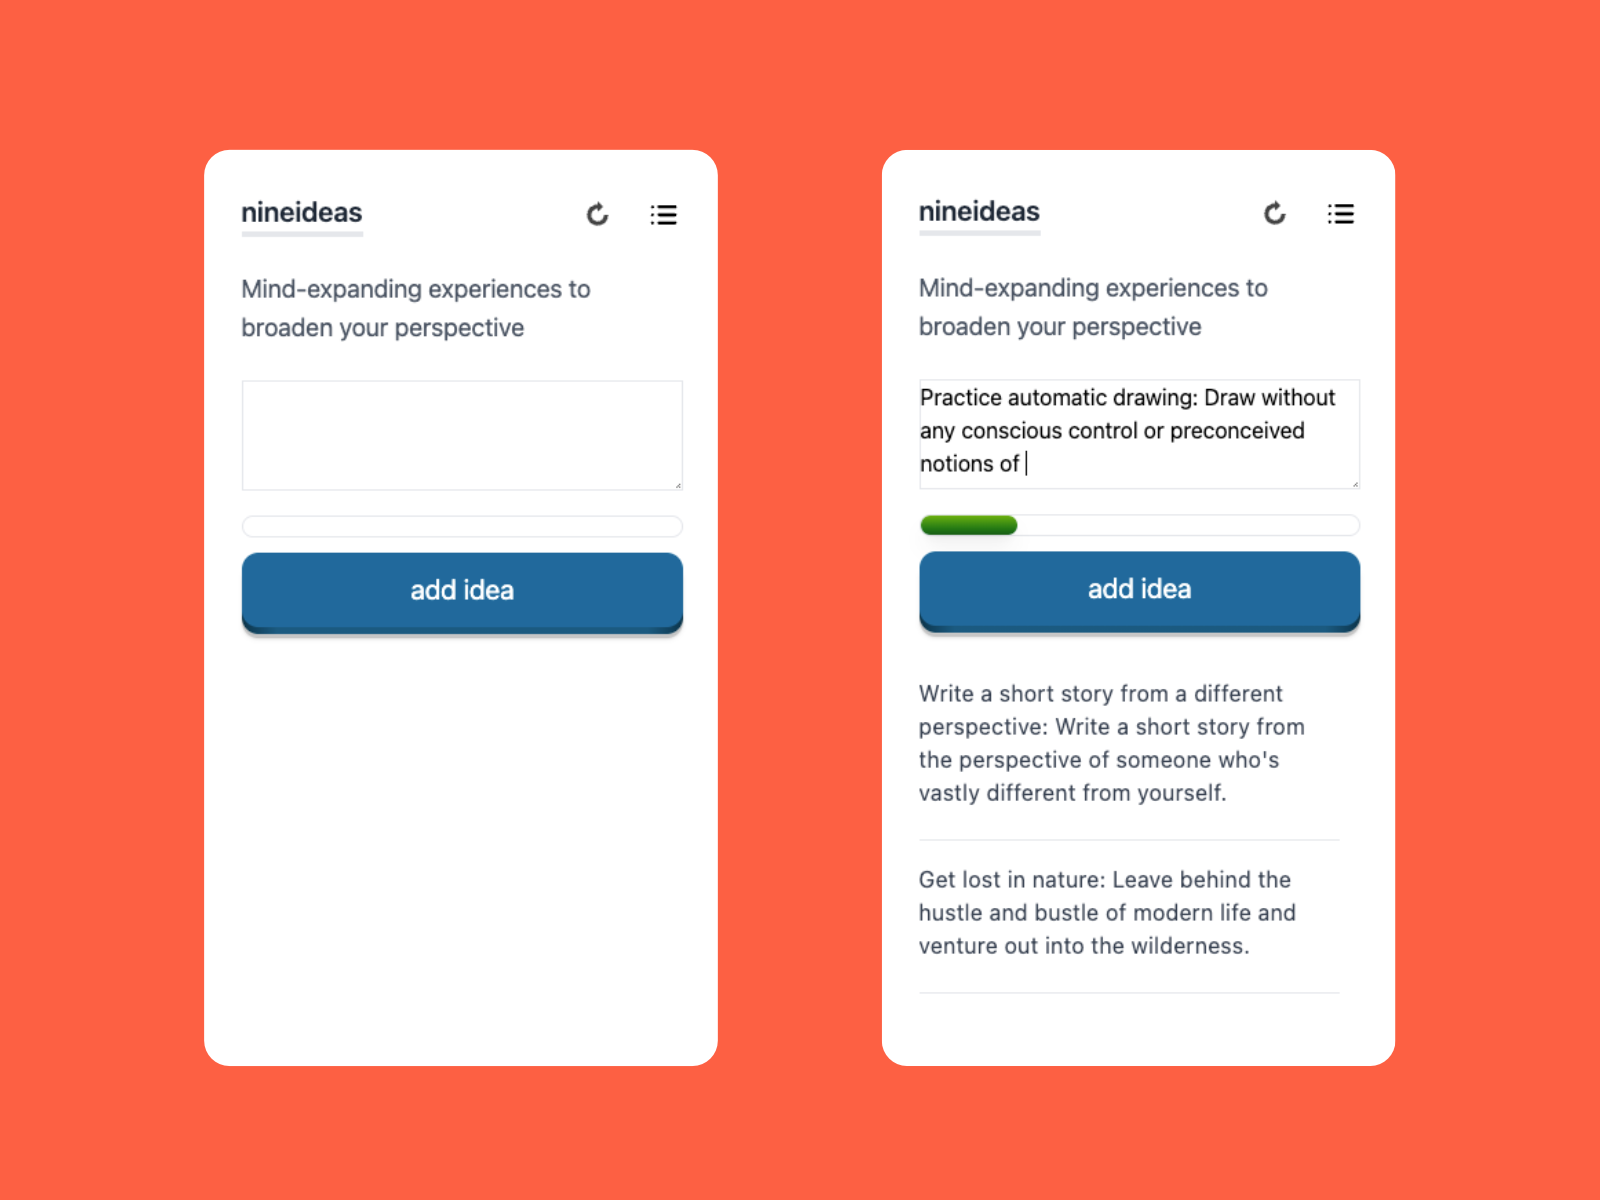 nineideas
Mind-expanding experiences to
broaden your perspective
add idea
nineideas
Mind-expanding experiences to
broaden your perspective
Practice automatic drawing: Draw without
any conscious control or preconceived
notions of
add idea
Write a short story from a different
perspective: Write a short story from
the perspective of someone who's
vastly different from yourself.
Get lost in nature: Leave behind the
hustle and bustle of modern life and
venture out into the wilderness.